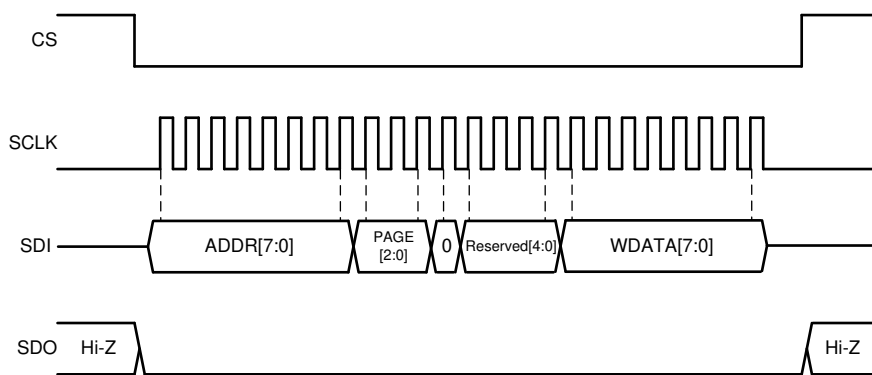 CS
SCLK
SDI
ADDR[7:0]
PAGE
[2:0]
0
Reserved[4:0]
WDATA[7:0]
SDO
Hi-Z
Hi-Z